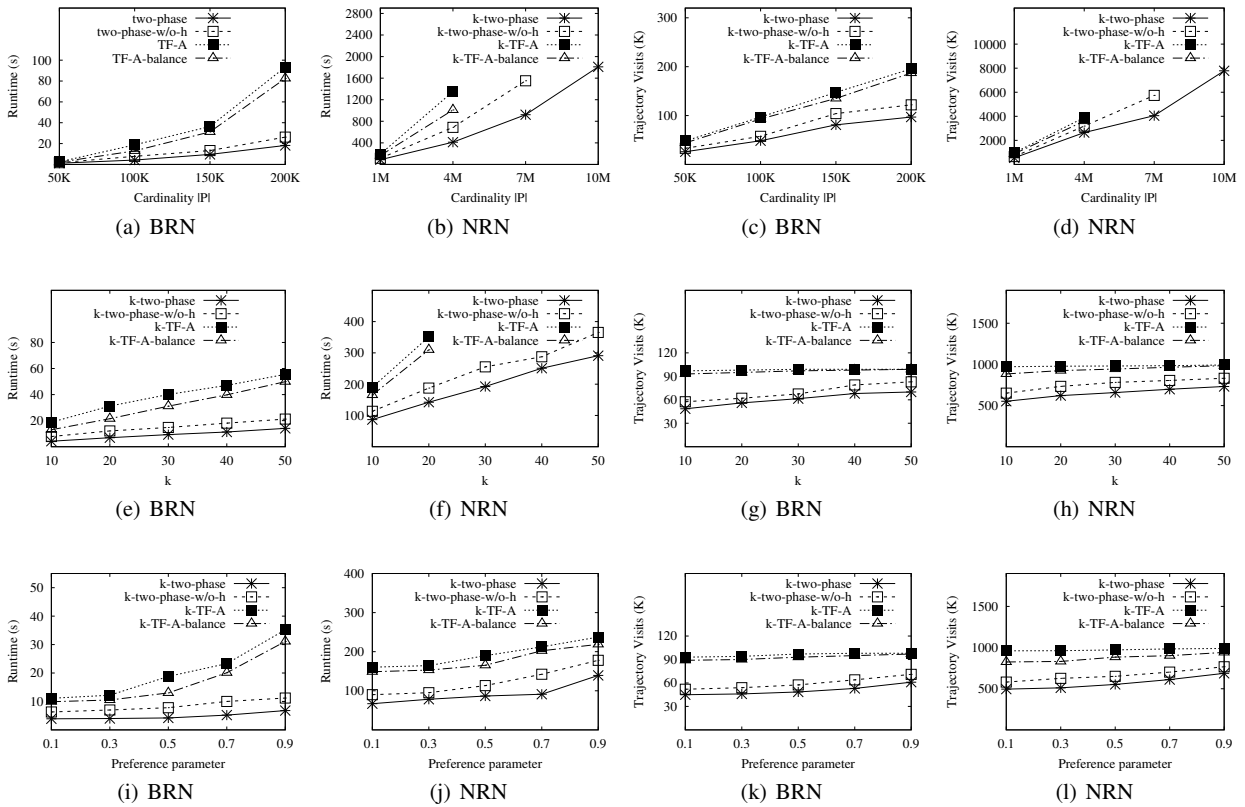 Runtime (s)
100
80
60
40
20
50K 100K 150K 200K
Cardinality |P|
two-phase
two-phase-w/o-h
TF-A
TF-A-balance
(a) BRN
Runtime (s)
2800
2400
2000
1600
1200
800
400
1M 4M 7M 10M
Cardinality |P|
k-two-phase
k-two-phase-w/o-h
k-TF-A
k-TF-A-balance
(b) NRN
Trajectory Visits (K)
300
200
100
50K 100K 150K 200K
Cardinality |P|
k-two-phase
k-two-phase-w/o-h
k-TF-A
k-TF-A-balance
(c) BRN
Trajectory Visits (K)
10000
8000
6000
4000
2000
1M 4M 7M 10M
Cardinality |P|
k-two-phase
k-two-phase-w/o-h
k-TF-A
k-TF-A-balance
(d) NRN
Runtime (s)
80
60
40
20
10 20 30 40 50
k
k-two-phase
k-two-phase-w/o-h
k-TF-A
k-TF-A-balance
(e) BRN
Runtime (s)
400
300
200
100
10 20 30 40 50
k
k-two-phase
k-two-phase-w/o-h
k-TF-A
k-TF-A-balance
(f) NRN
Trajectory Visits (K)
120
90
60
30
10 20 30 40 50
k
k-two-phase
k-two-phase-w/o-h
k-TF-A
k-TF-A-balance
(g) BRN
Trajectory Visits (K)
1500
1000
500
10 20 30 40 50
k
k-two-phase
k-two-phase-w/o-h
k-TF-A
k-TF-A-balance
(h) NRN
Runtime (s)
50
40
30
20
10
0.1 0.3 0.5 0.7 0.9
Preference parameter
k-two-phase
k-two-phase-w/o-h
k-TF-A
k-TF-A-balance
(i) BRN
Runtime (s)
400
300
200
100
0.1 0.3 0.5 0.7 0.9
Preference parameter
k-two-phase
k-two-phase-w/o-h
k-TF-A
k-TF-A-balance
(j) NRN
Trajectory Visits (K)
120
90
60
30
0.1 0.3 0.5 0.7 0.9
Preference parameter
k-two-phase
k-two-phase-w/o-h
k-TF-A
k-TF-A-balance
(k) BRN
Trajectory Visits (K)
1500
1000
500
0.1 0.3 0.5 0.7 0.9
Preference parameter
k-two-phase
k-two-phase-w/o-h
k-TF-A
k-TF-A-balance
(l) NRN